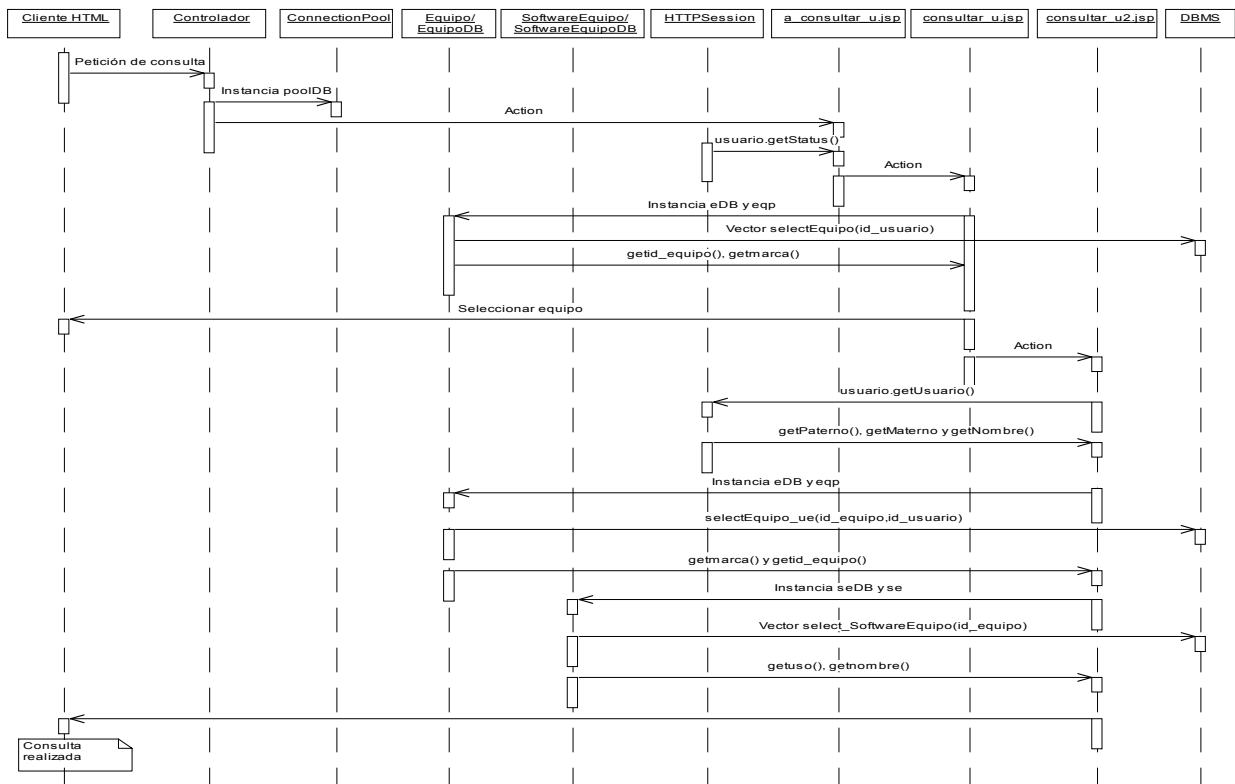 Cliente HTML
Controlador
ConnectionPool
Equipo/
EquipoDB
SoftwareEquipo/
SoftwareEquipoDB
HTTPSession
a_consultar_u.jsp
consultar_u.jsp
consultar_u2.jsp
DBMS
Petición de consulta
Instancia poolDB
Action
usuario.getStatus()
Action
Instancia eDB y eqp
Vector selectEquipo(id_usuario)
getid_equipo(), getmarca()
Seleccionar equipo
Action
usuario.getUsuario()
getPaterno(), getMaterno y getNombre()
Instancia eDB y eqp
selectEquipo_ue(id_equipo,id_usuario)
getmarca() y getid_equipo()
Instancia seDB y se
Vector select_SoftwareEquipo(id_equipo)
getuso(), getnombre()
Consulta
realizada